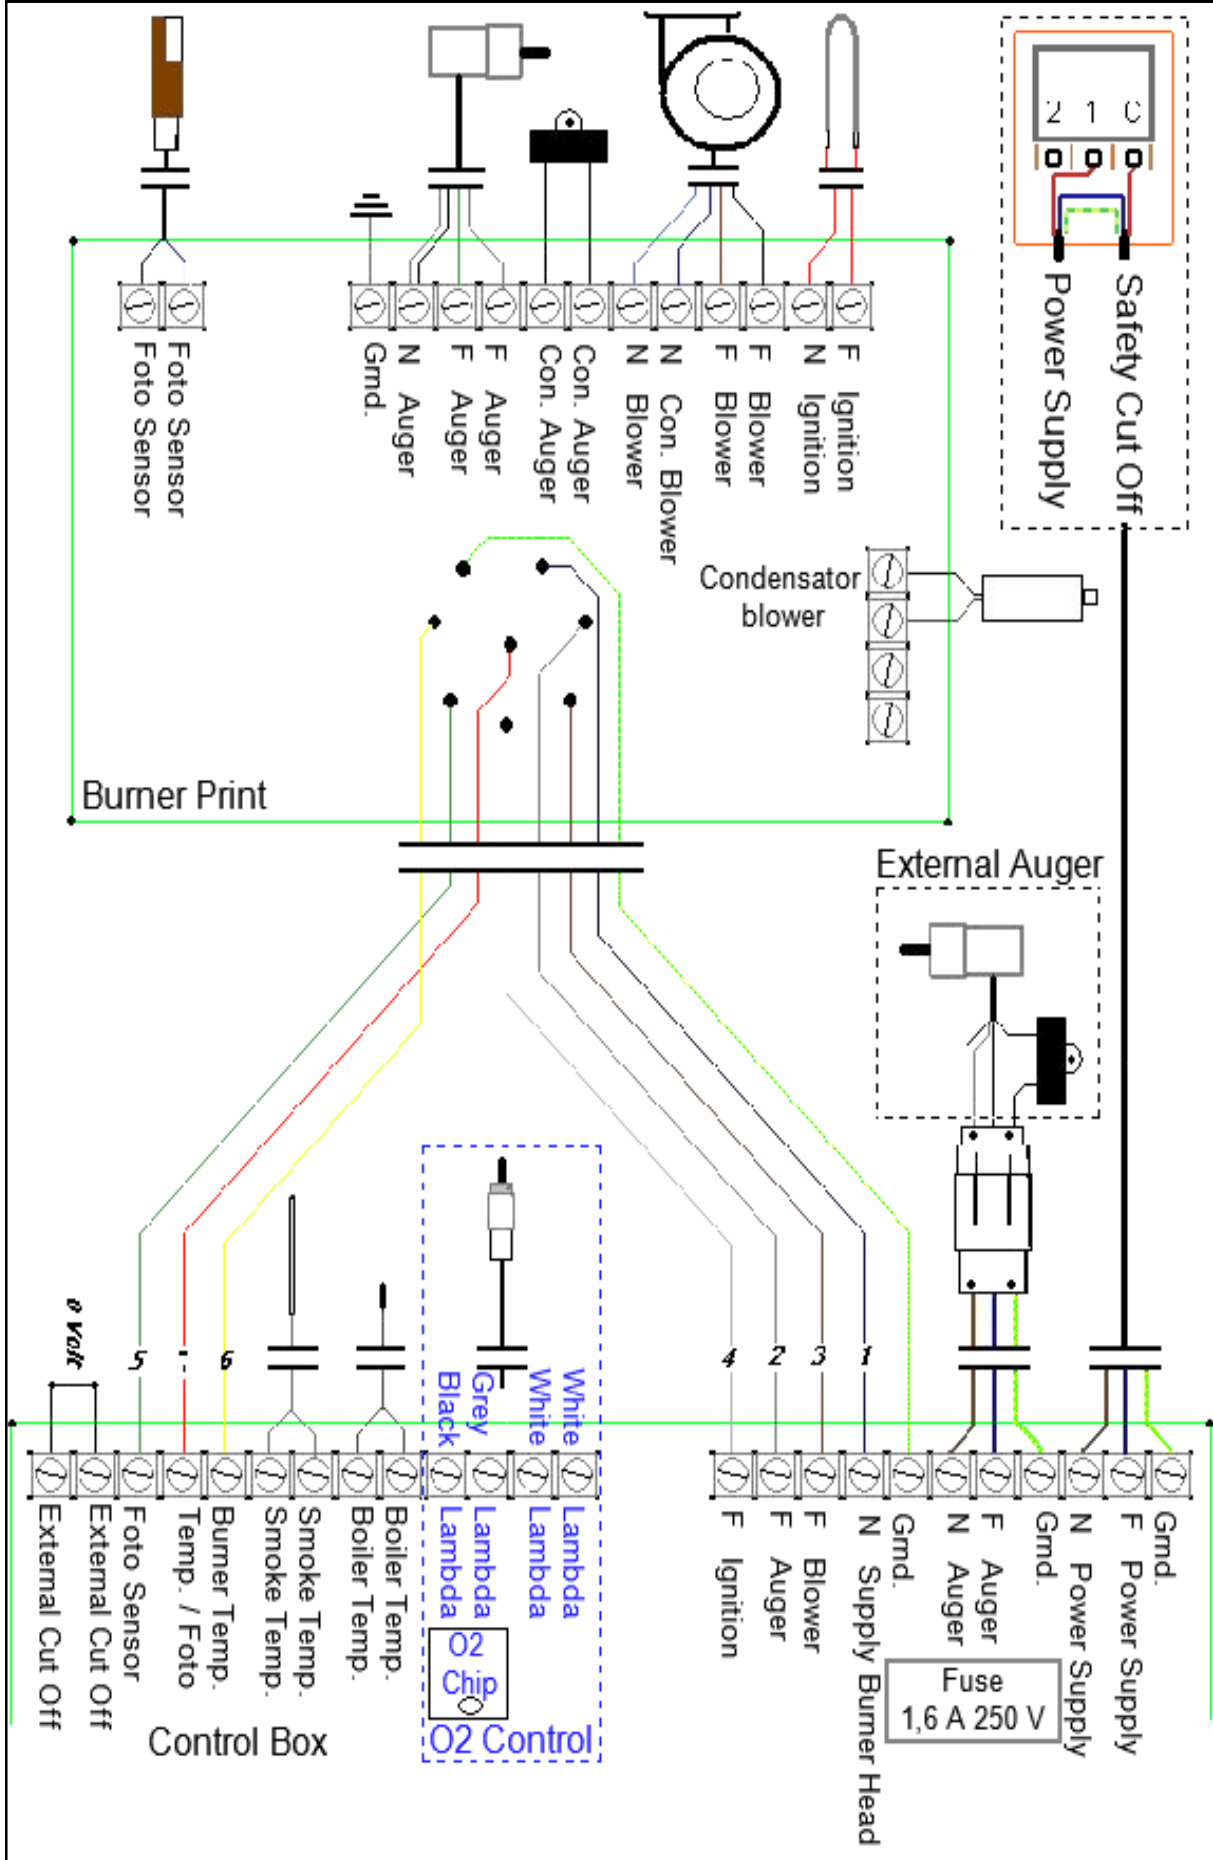 2 1 C
Power Supply
Safety Cut Off
Foto Sensor
Foto Sensor
Grnd.
N Auger
F Auger
F Auger
Con. Auger
Con. Auger
N Blower
N Con. Blower
F Blower
F Blower
N Ignition
F Ignition
Condensator
blower
Burner Print
External Auger
0 Volt
5
-
6
Black
Grey
White
White
4
2
3
1
External Cut Off
External Cut Off
Foto Sensor
Temp. / Foto
Burner Temp.
Smoke Temp.
Smoke Temp.
Boiler Temp.
Boiler Temp.
Lambda
Lambda
Lambda
Lambda
F Ignition
F Auger
F Blower
N Supply Burner Head
Grnd.
N Auger
F Auger
Grnd.
N Power Supply
F Power Supply
Grnd.
O2
Chip
O2 Control
Control Box
Fuse
1,6 A 250 V